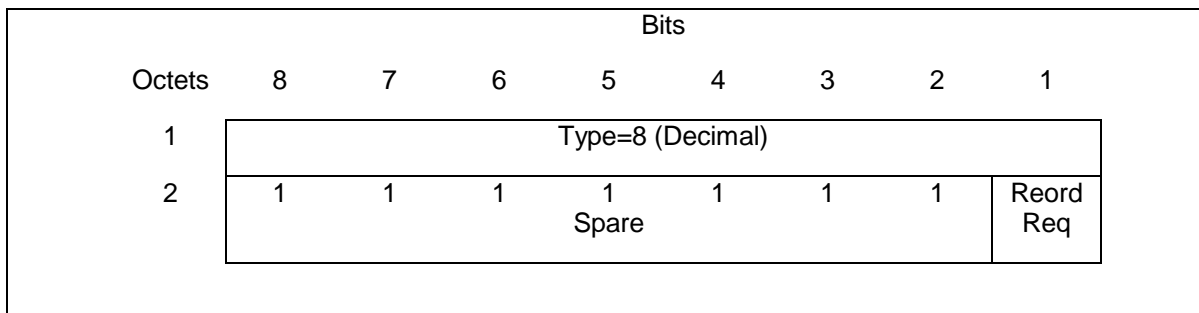 Bits
Octets 8 7 6 5 4 3 2 1
1 Type=8 (Decimal)
2 1 1 1 1 1 1 1 Reord
Spare Req